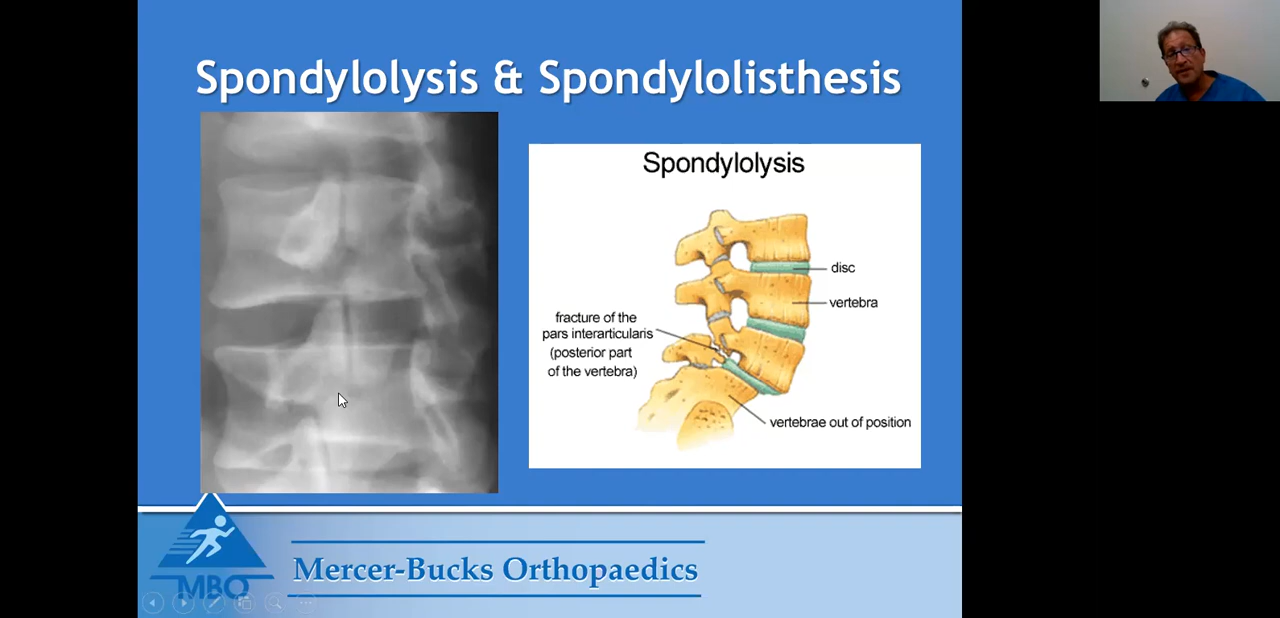 Spondylolysis & Spondylolisthesis
Spondylolysis
disc
vertebra
fracture of the
pars interarticularis
(posterior part
of the vertebra)
vertebrae out of position
MBO
Mercer-Bucks Orthopaedics